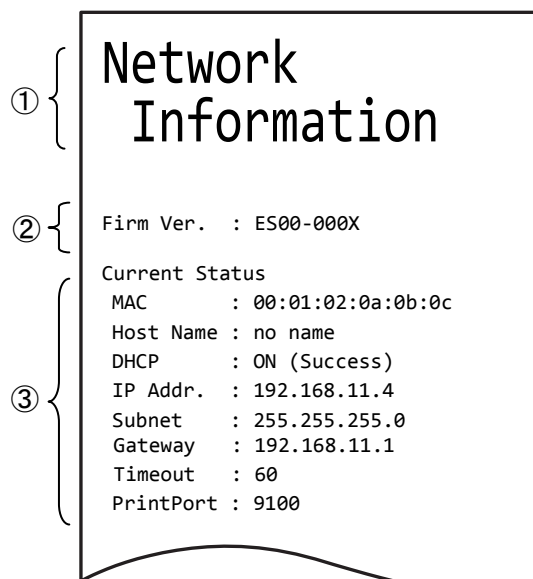 ①
Network
Information
②
Firm Ver. : ES00-000X
③
Current Status
MAC : 00:01:02:0a:0b:0c
Host Name : no name
DHCP : ON (Success)
IP Addr. : 192.168.11.4
Subnet : 255.255.255.0
Gateway : 192.168.11.1
Timeout : 60
PrintPort : 9100